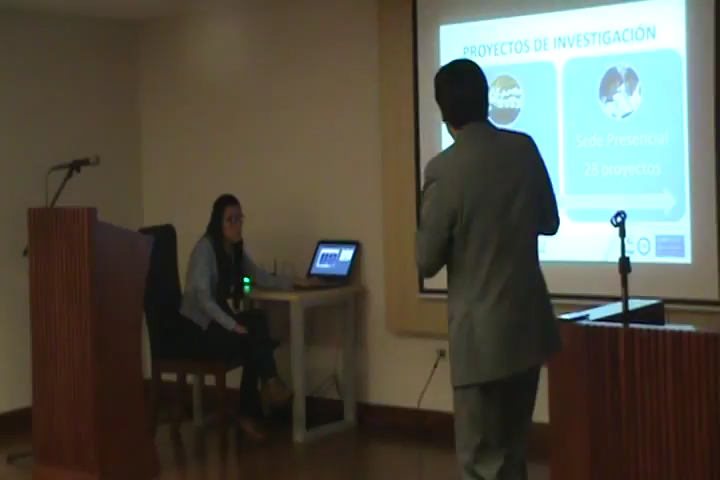 PROYECTOS DE INVESTIGACIÓN
Sede Presencial
28 proyectos